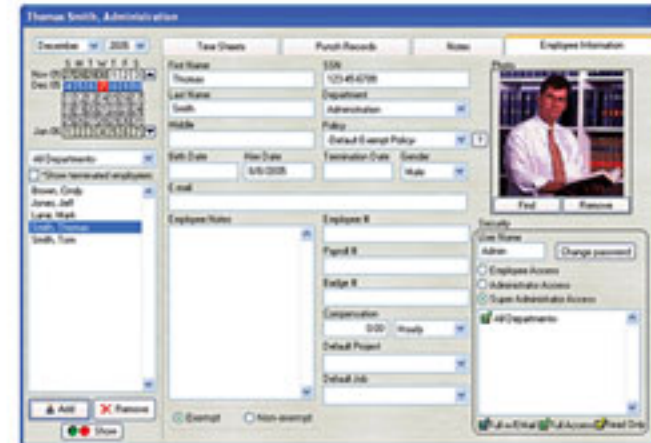 Thomas Smith, Administration
December 2005
Time Sheets Punch Records Notes Employee Information
S M T W T F S
Nov 05
Dec 05
Jan 06
All Departments
*Show terminated employees
Brown, Cindy
Jones, Jeff
Lane, Mark
Smith, Thomas
Smith, Tom
Add Remove
Show
First Name
Thomas
Last Name
Smith
Middle
Birth Date Hire Date
E-mail
Employee Notes
Exempt Non-exempt
SSN
123-45-6789
Department
Administration
Policy
Default Exempt Policy
Termination Date Gender
Male
Employee #
Payroll #
Badge #
Compensation
0.00 Hourly
Default Project
Default Job
Photo
Find Remove
Security
User Name
Admin Change password
Employee Access
Administrator Access
Super Administrator Access
All Departments
Full Access Read Only